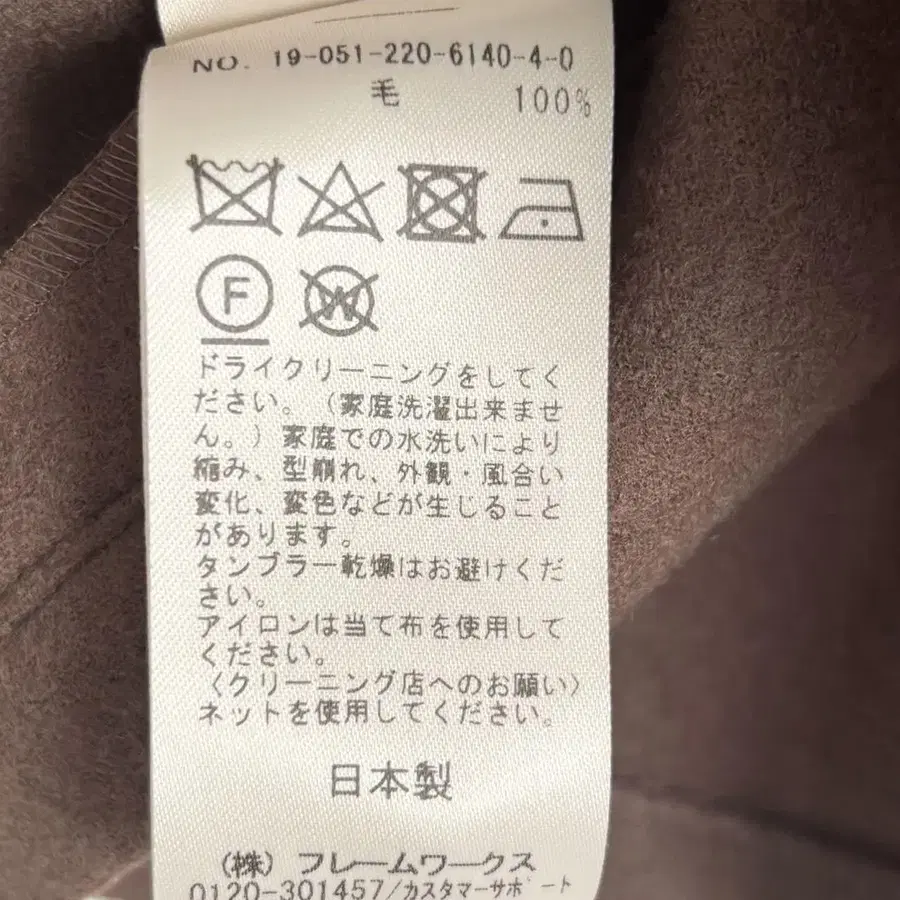 NO. 19-051-220-6140-4-0
毛 100%
F W
ドライクリーニングをしてく
ださい。（家庭洗濯出来ませ
ん。）家庭での水洗いにより
縮み、型崩れ、外観・風合い
変化、変色などが生じること
があります。
タンブラー乾燥はお避けくだ
さい。
アイロンは当て布を使用して
ください。
〈クリーニング店へのお願い〉
ネットを使用してください。
日本製
（株）フレームワークス
0120-301457/カスタマーサポート